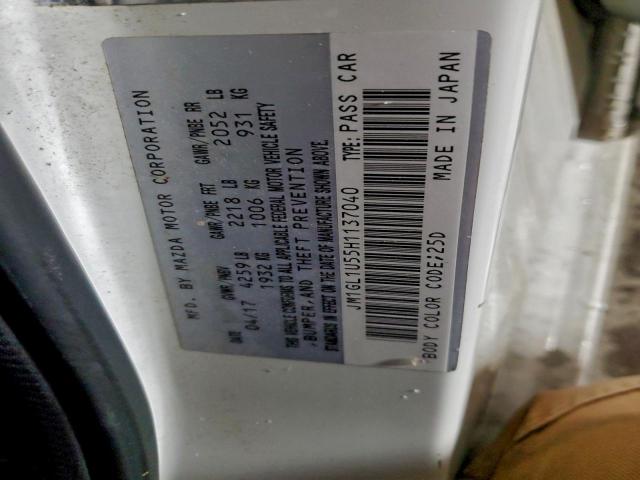 MFD. BY MAZDA MOTOR CORPORATION
DATE GVWR/PNBV GAWR/PNBE FRT GAWR/PNBE RR
04/17 4259 LB 2218 LB 2052 LB
1932 KG 1006 KG 931 KG
THIS VEHICLE CONFORMS TO ALL APPLICABLE FEDERAL MOTOR VEHICLE SAFETY
,BUMPER,AND THEFT PREVENTION
STANDARDS IN EFFECT ON THE DATE OF MANUFACTURE SHOWN ABOVE.
JM1GL1U55H1137040 TYPE: PASS CAR
BODY COLOR CODE;25D MADE IN JAPAN